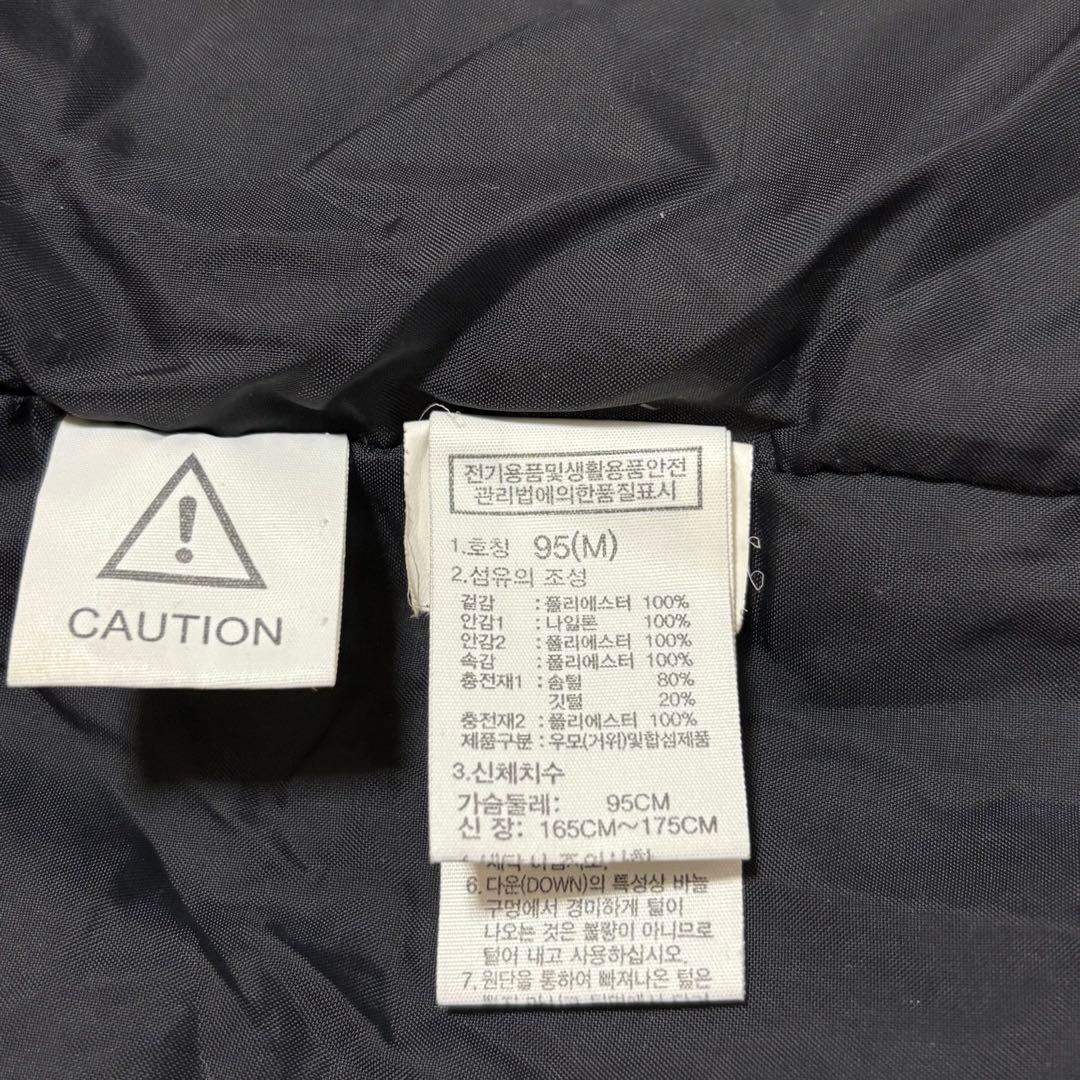 CAUTION
전기용품및생활용품안전
관리법에의한품질표시
1.호칭 95(M)
2.섬유의 조성
겉감 : 폴리에스터 100%
안감1 : 나일론 100%
안감2 : 폴리에스터 100%
속감 : 폴리에스터 100%
충전재1 : 솜털 80%
깃털 20%
충전재2 : 폴리에스터 100%
제품구분 : 우모(거위)및합섬제품
3.신체치수
가슴둘레: 95CM
신 장: 165CM~175CM
6.다운(DOWN)의 특성상 바늘
구멍에서 경미하게 털이
나오는 것은 불량이 아니므로
털어 내고 사용하십시오.
7.원단을 통하여 빠져나온 털은